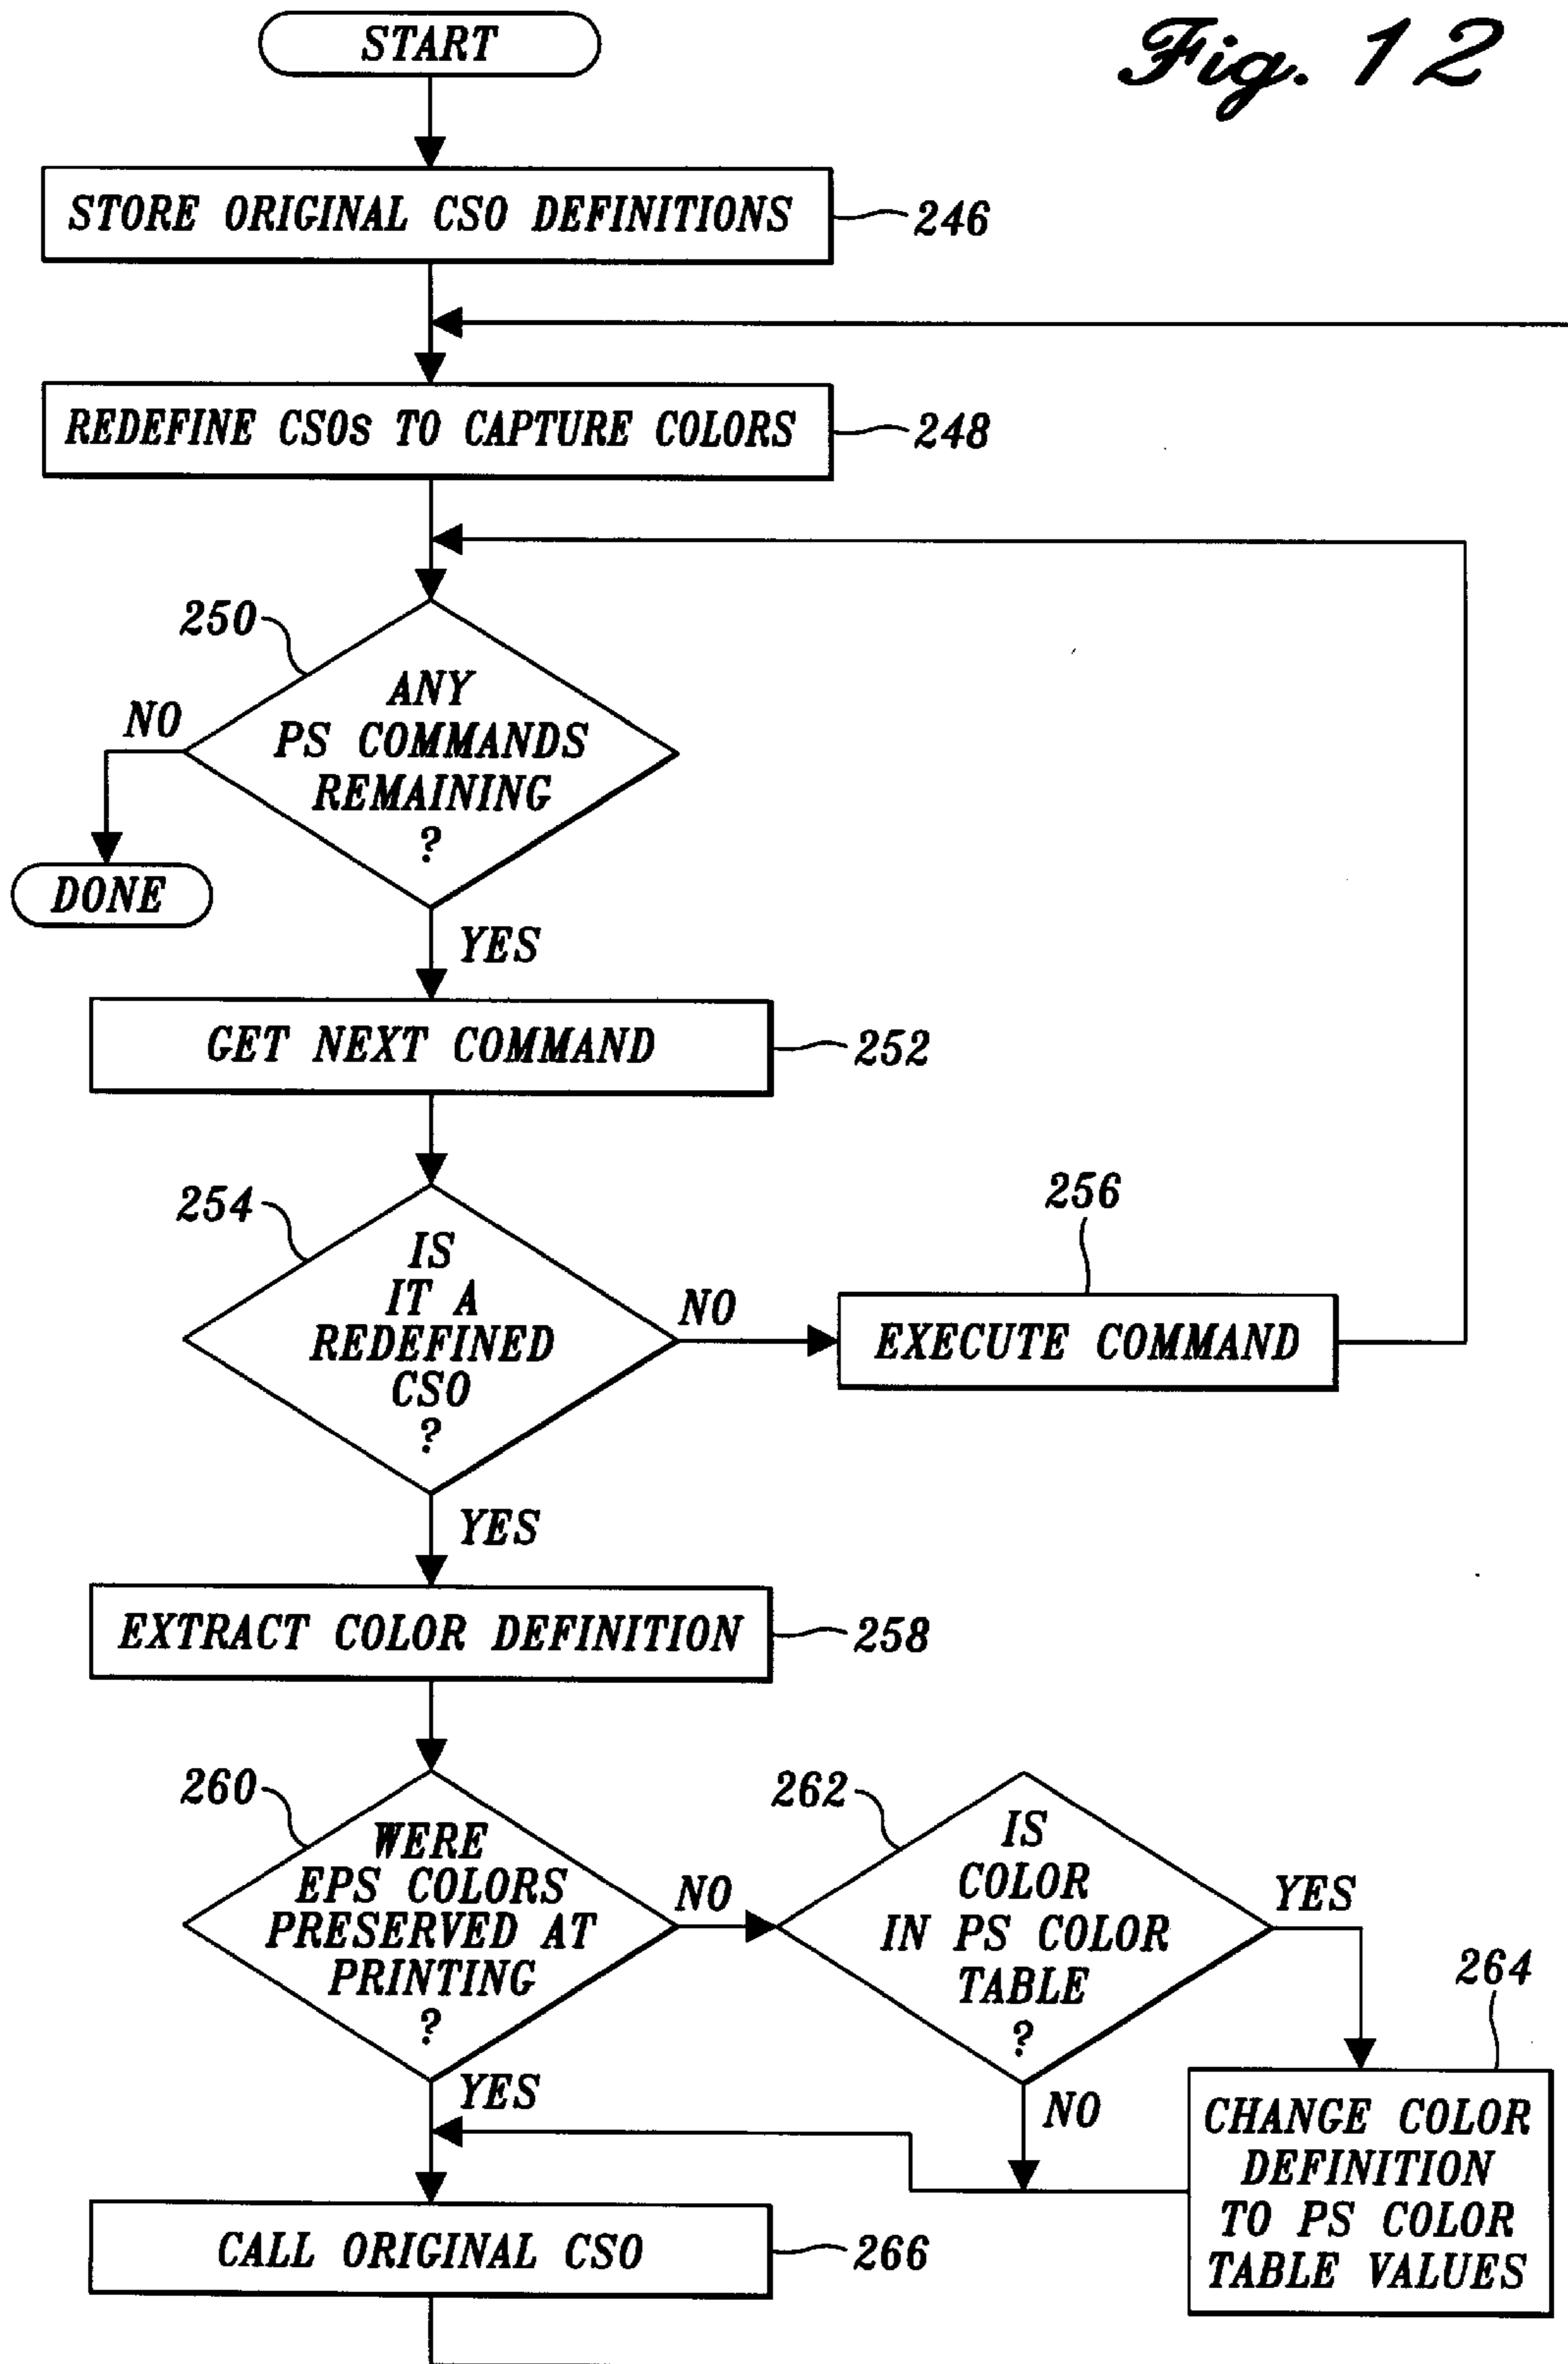 START
Fig. 12
STORE ORIGINAL CSO DEFINITIONS
246
REDEFINE CSOs TO CAPTURE COLORS
248
250
ANY
PS COMMANDS
REMAINING
?
NO
DONE
YES
GET NEXT COMMAND
252
254
IS
IT A
REDEFINED
CSO
?
NO
256
EXECUTE COMMAND
YES
EXTRACT COLOR DEFINITION
258
260
WERE
EPS COLORS
PRESERVED AT
PRINTING
?
NO
262
IS
COLOR
IN PS COLOR
TABLE
?
YES
264
YES
NO
CHANGE COLOR
DEFINITION
TO PS COLOR
TABLE VALUES
CALL ORIGINAL CSO
266